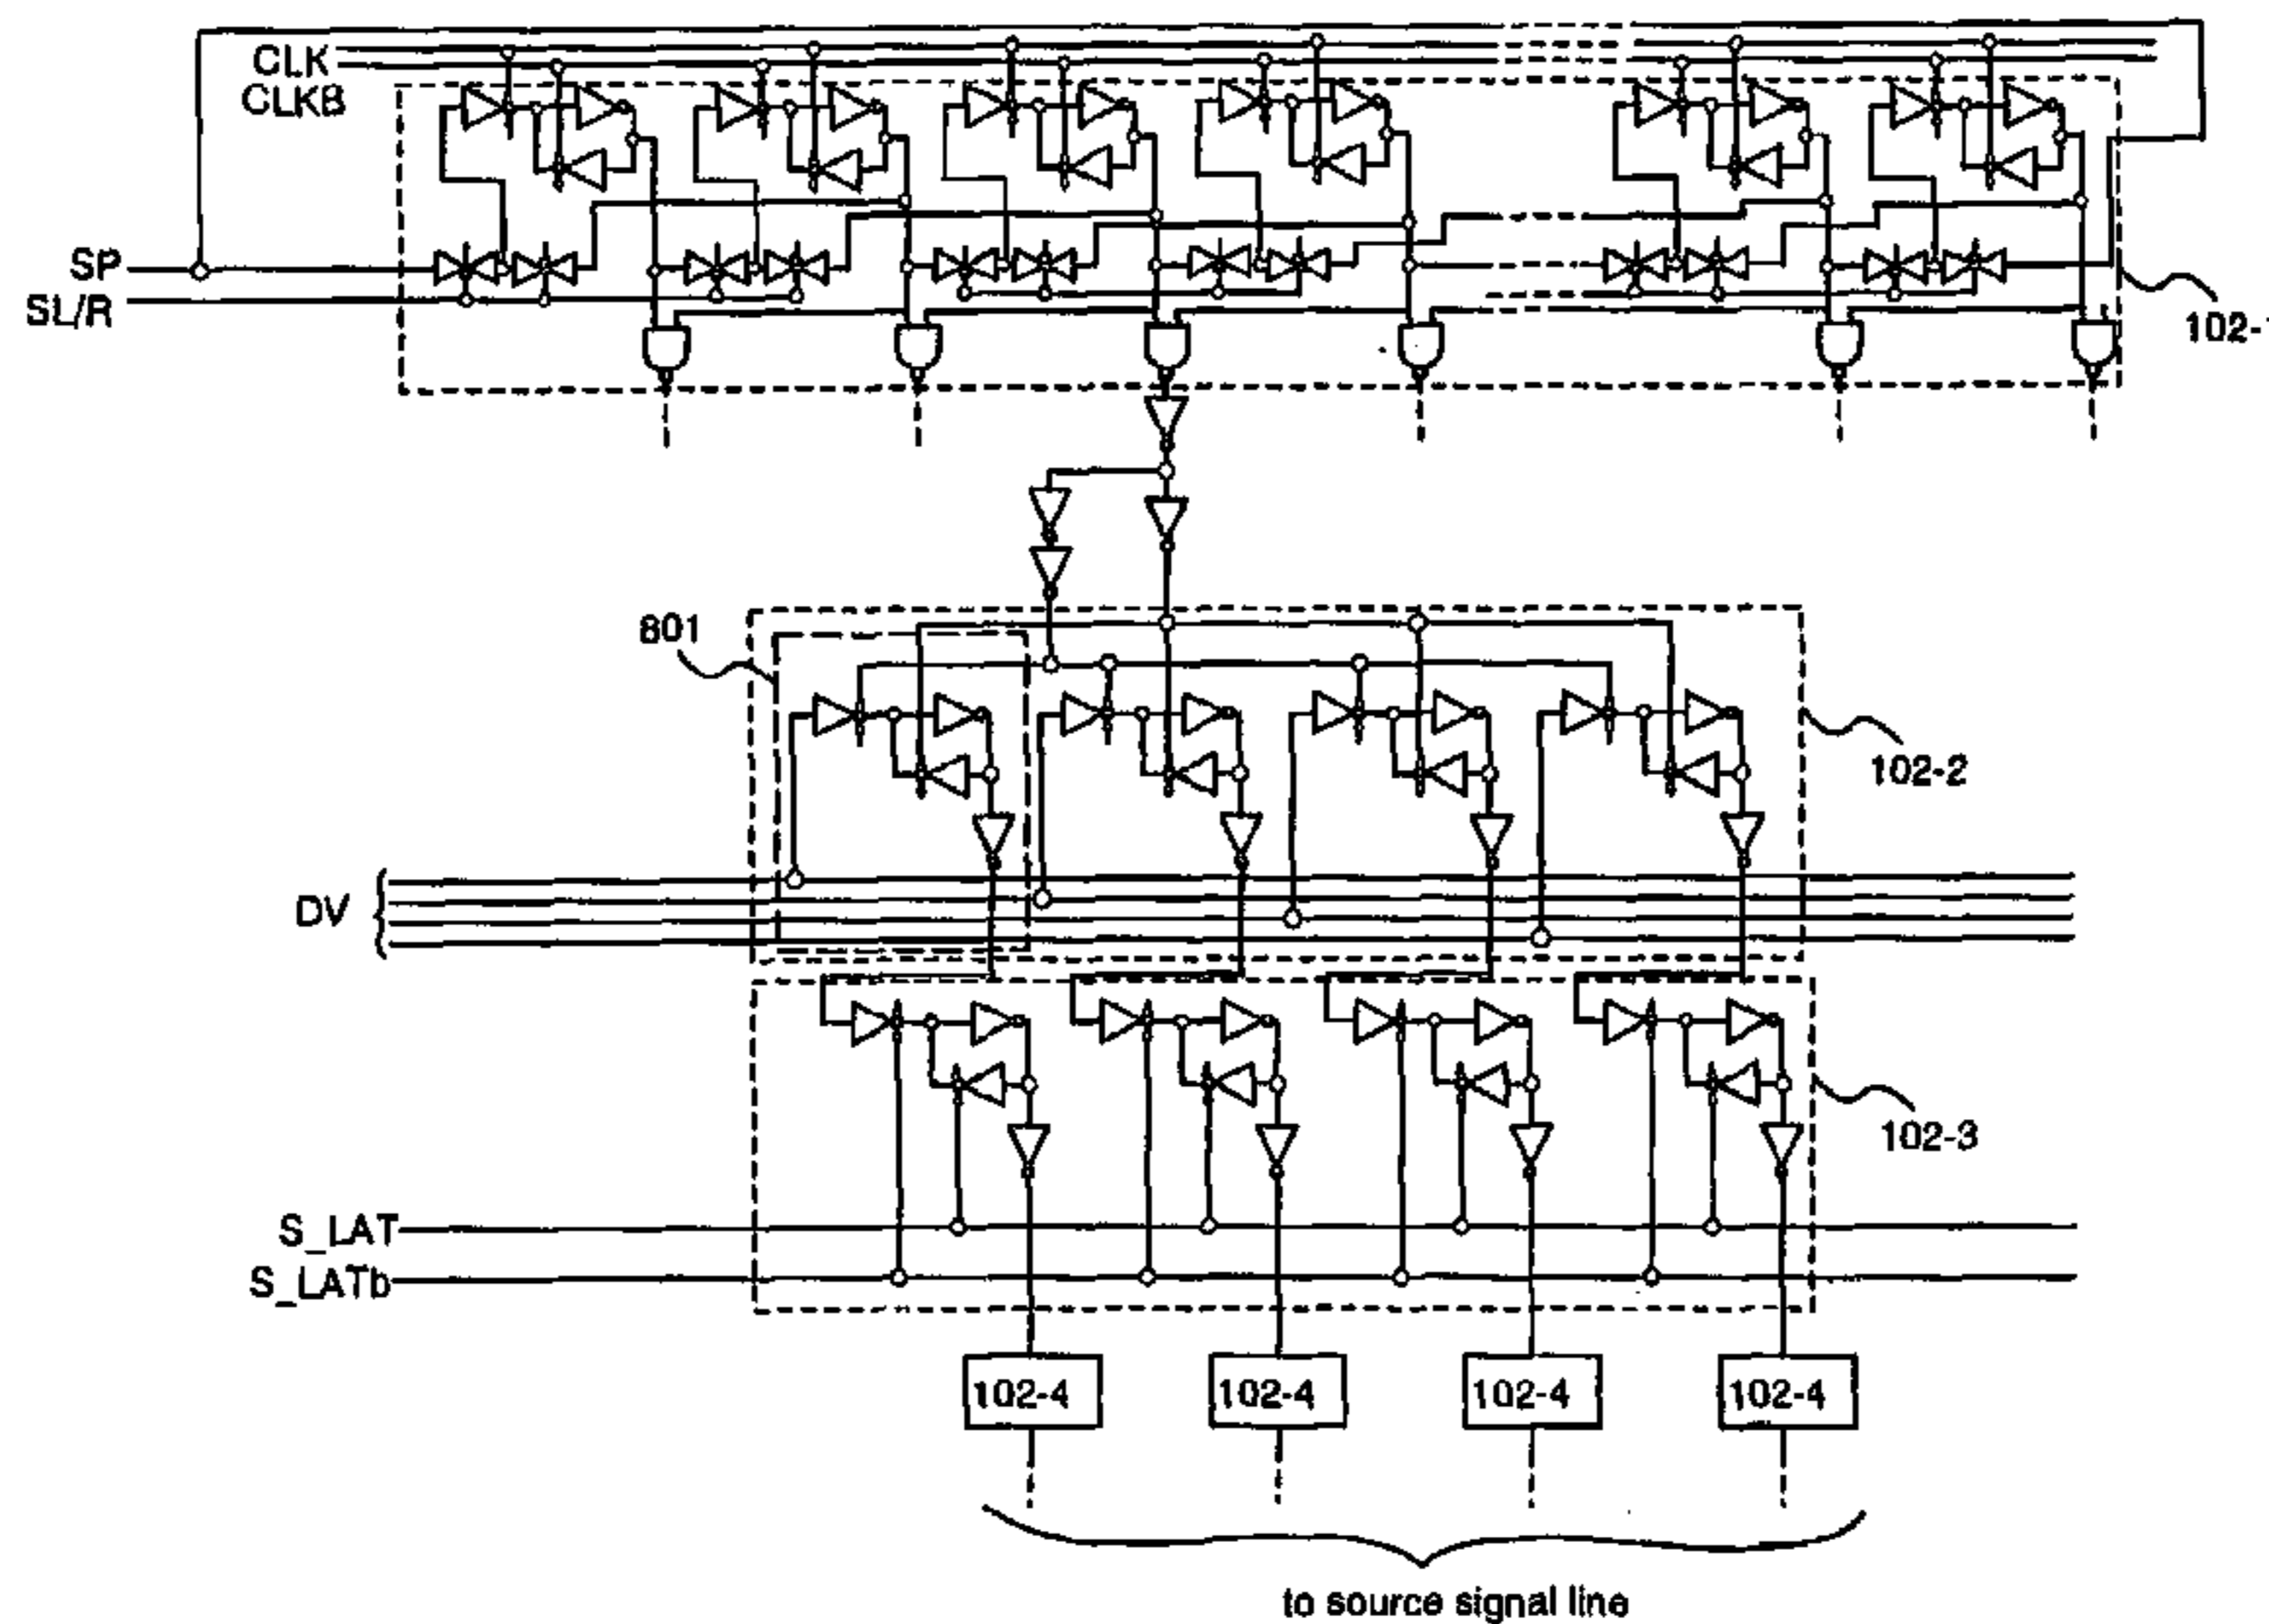 CLK
CLKB
SP
SL/R
102-1
801
102-2
DV
102-3
S_LAT
S_LATb
102-4 102-4 102-4 102-4
to source signal line